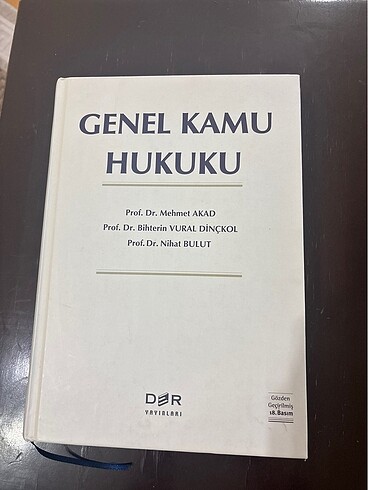 GENEL KAMU
HUKUKU
Prof. Dr. Mehmet AKAD
Prof. Dr. Bihterin VURAL DİNÇKOL
Prof. Dr. Nihat BULUT
DER
YAYINLARI
Gözden
Geçirilmiş
18. Basım